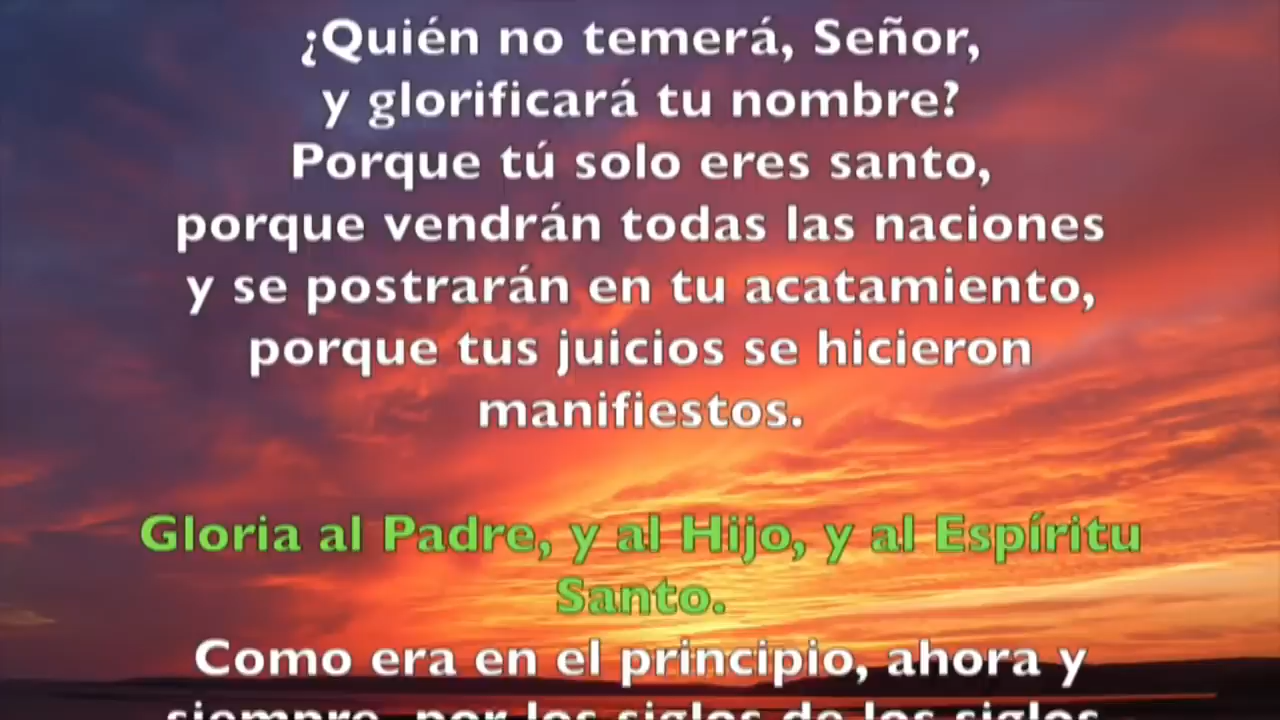 ¿Quién no temerá, Señor,
y glorificará tu nombre?
Porque tú solo eres santo,
porque vendrán todas las naciones
y se postrarán en tu acatamiento,
porque tus juicios se hicieron
manifiestos.
Gloria al Padre, y al Hijo, y al Espíritu
Santo.
Como era en el principio, ahora y
siempre, por los siglos de los siglos